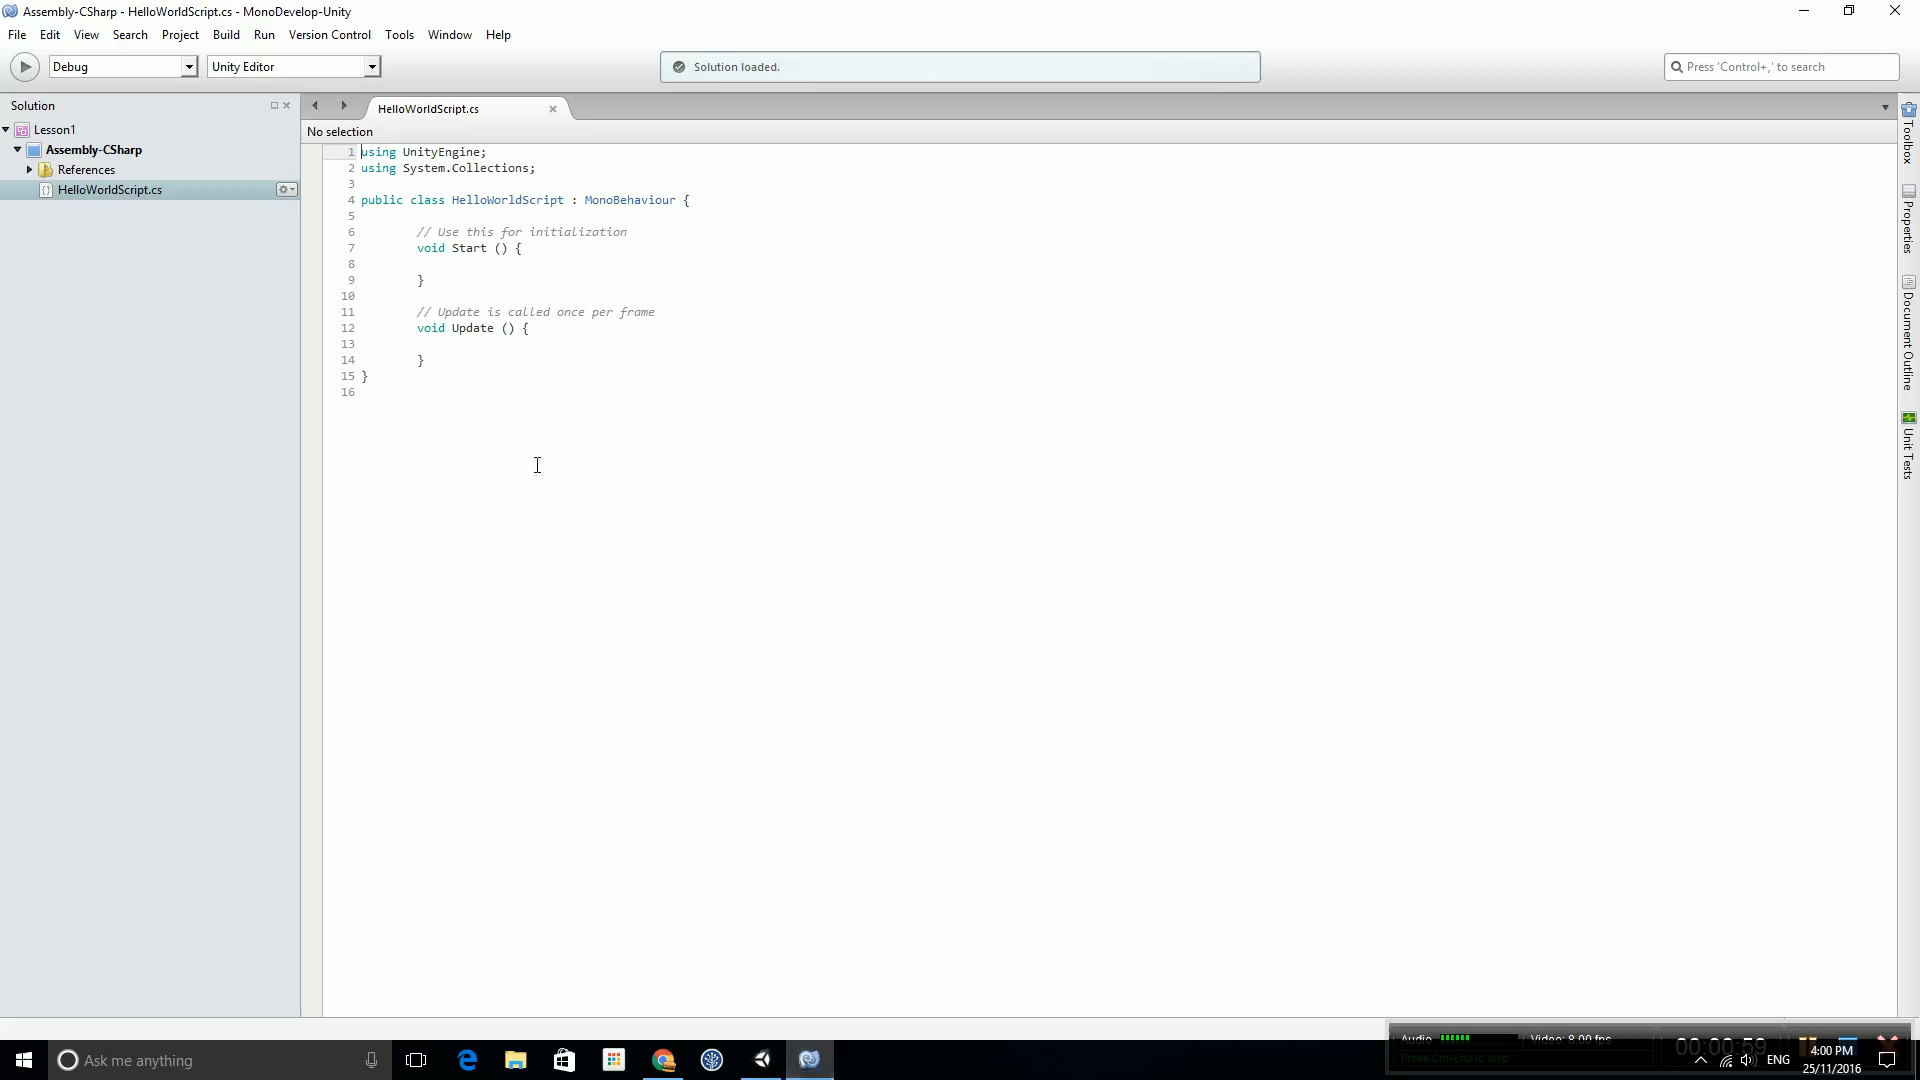 Assembly-CSharp - HelloWorldScript.cs - MonoDevelop-Unity
File Edit View Search Project Build Run Version Control Tools Window Help
Debug Unity Editor Solution loaded. Press 'Control+,' to search
Solution
HelloWorldScript.cs
Lesson1
No selection
Assembly-CSharp
References
HelloWorldScript.cs
1 using UnityEngine;
2 using System.Collections;
3
4 public class HelloWorldScript : MonoBehaviour {
5
6 // Use this for initialization
7 void Start () {
8
9 }
10
11 // Update is called once per frame
12 void Update () {
13
14 }
15 }
16
Toolbox
Properties
Document Outline
Unit Tests
Audio Video: 8.00 fps
Press Ctrl+End to stop
00:00:59
Ask me anything
ENG
4:00 PM
25/11/2016